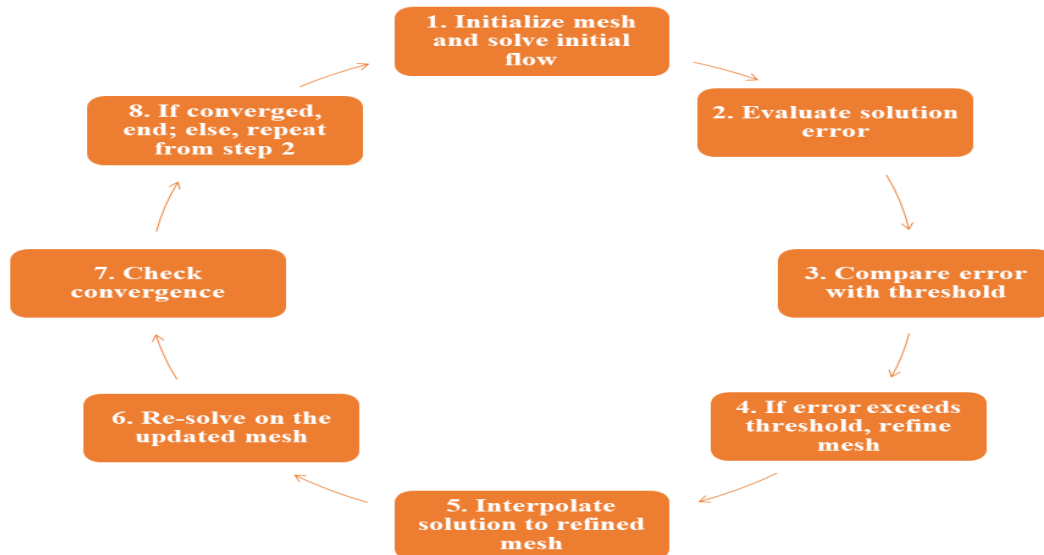 1. Initialize mesh
and solve initial
flow
2. Evaluate solution
error
3. Compare error
with threshold
4. If error exceeds
threshold, refine
mesh
5. Interpolate
solution to refined
mesh
6. Re-solve on the
updated mesh
7. Check
convergence
8. If converged,
end; else, repeat
from step 2